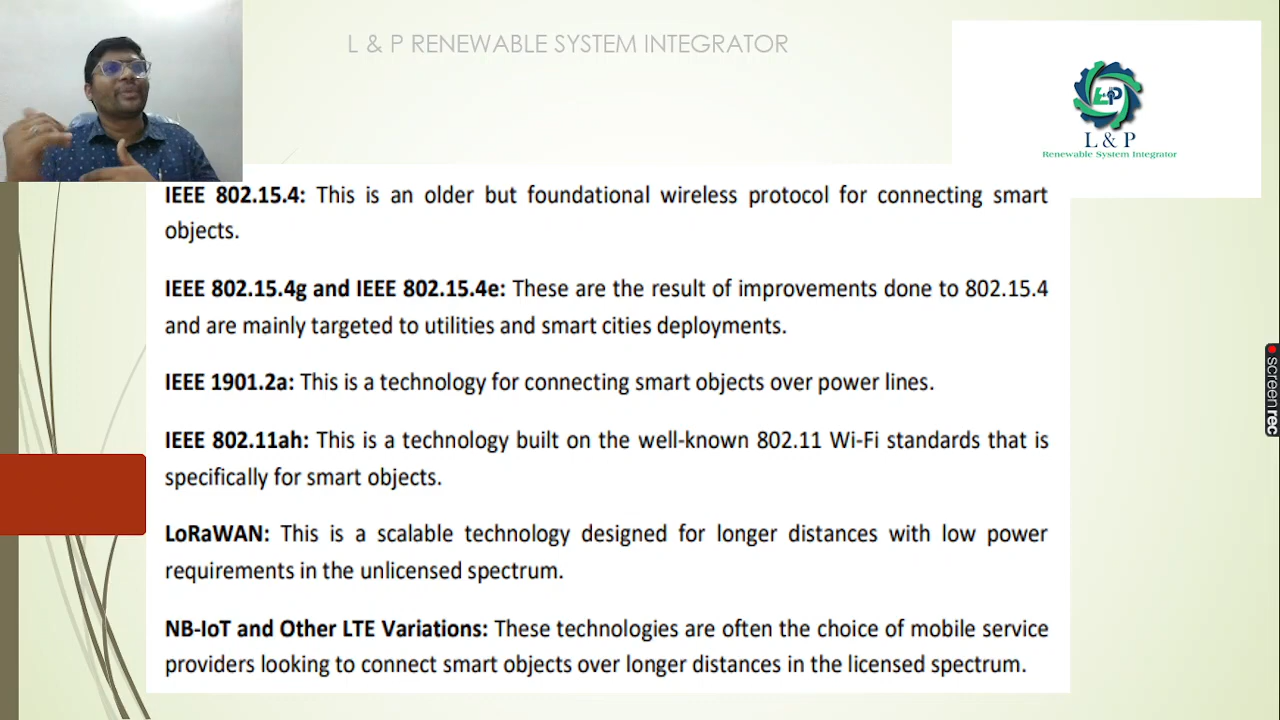 L & P RENEWABLE SYSTEM INTEGRATOR
L&P
L & P
Renewable System Integrator
IEEE 802.15.4: This is an older but foundational wireless protocol for connecting smart
objects.
IEEE 802.15.4g and IEEE 802.15.4e: These are the result of improvements done to 802.15.4
and are mainly targeted to utilities and smart cities deployments.
IEEE 1901.2a: This is a technology for connecting smart objects over power lines.
IEEE 802.11ah: This is a technology built on the well-known 802.11 Wi-Fi standards that is
specifically for smart objects.
LoRaWAN: This is a scalable technology designed for longer distances with low power
requirements in the unlicensed spectrum.
NB-IoT and Other LTE Variations: These technologies are often the choice of mobile service
providers looking to connect smart objects over longer distances in the licensed spectrum.
screenrec